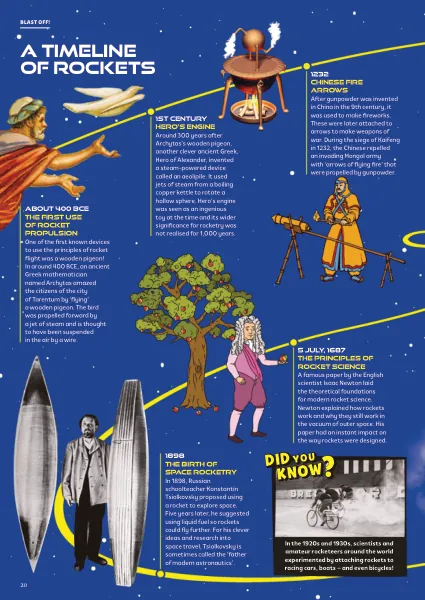 BLAST OFF!
A TIMELINE
OF ROCKETS
ABOUT 400 BCE
THE FIRST USE
OF ROCKET
PROPULSION
One of the first known devices
to use the principles of rocket
flight was a wooden pigeon!
In around 400 BCE, an ancient
Greek mathematician
named Archytas amazed
the citizens of the city
of Tarentum by 'flying'
a wooden pigeon. The bird
was propelled forward by
a jet of steam and is thought
to have been suspended
in the air by a wire.
1ST CENTURY
HERO'S ENGINE
Around 300 years after
Archytas's wooden pigeon,
another clever ancient Greek,
Hero of Alexander, invented
a steam-powered device
called an aeolipile. It used
jets of steam from a boiling
copper kettle to rotate a
hollow sphere. Hero's engine
was seen as an ingenious
toy at the time and its wider
significance for rocketry was
not realised for 1,000 years.
1232
CHINESE FIRE
ARROWS
After gunpowder was invented
in China in the 9th century, it
was used to make fireworks.
These were later attached to
arrows to make weapons of
war. During the siege of Kaifeng
in 1232, the Chinese repelled
an invading Mongol army
with 'arrows of flying fire' that
were propelled by gunpowder.
5 JULY, 1687
THE PRINCIPLES OF
ROCKET SCIENCE
A famous paper by the English
scientist Isaac Newton laid
the theoretical foundations
for modern rocket science.
Newton explained how rockets
work and why they still work in
the vacuum of outer space. His
paper had an instant impact on
the way rockets were designed.
1898
THE BIRTH OF
SPACE ROCKETRY
In 1898, Russian
schoolteacher Konstantin
Tsiolkovsky proposed using
a rocket to explore space.
Five years later, he suggested
using liquid fuel so rockets
could fly further. For his clever
ideas and research into
space travel, Tsiolkovsky is
sometimes called the 'father
of modern astronautics'.
DID YOU
KNOW?
In the 1920s and 1930s, scientists and
amateur rocketeers around the world
experimented by attaching rockets to
racing cars, boats – and even bicycles!
20